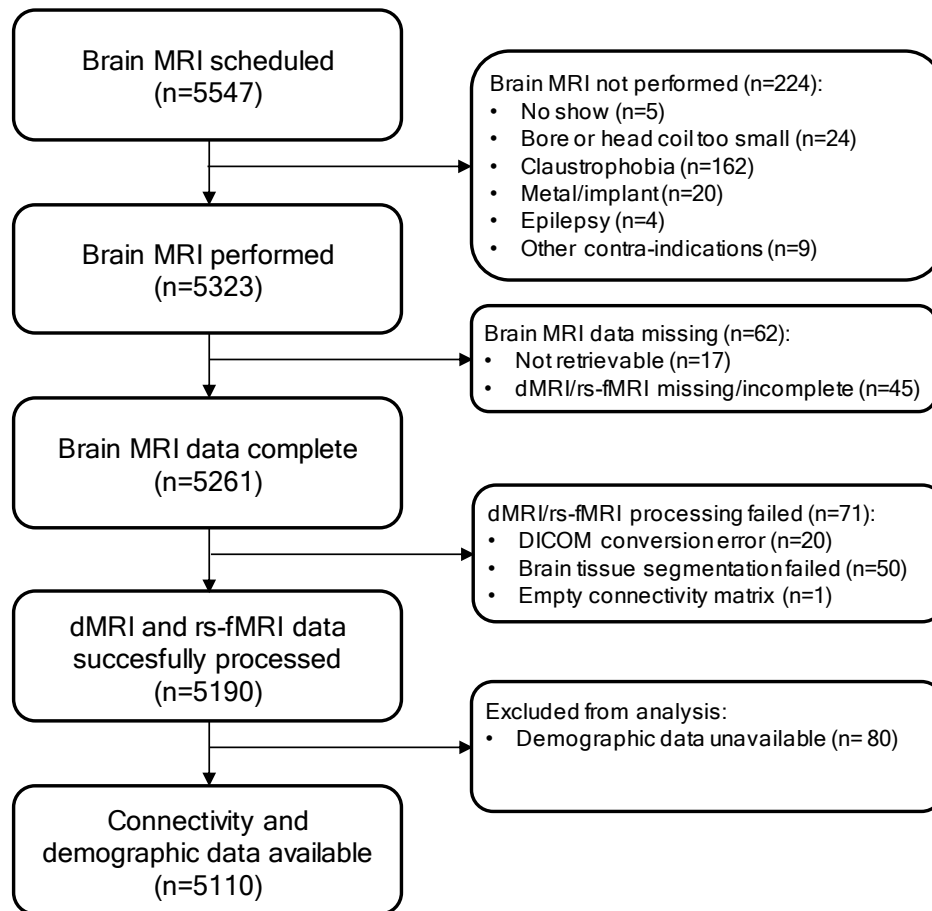 Brain MRI scheduled
(n=5547)
Brain MRI not performed (n=224):
• No show (n=5)
• Bore or head coil too small (n=24)
• Claustrophobia (n=162)
• Metal/implant (n=20)
• Epilepsy (n=4)
• Other contra-indications (n=9)
Brain MRI performed
(n=5323)
Brain MRI data missing (n=62):
• Not retrievable (n=17)
• dMRI/rs-fMRI missing/incomplete (n=45)
Brain MRI data complete
(n=5261)
dMRI/rs-fMRI processing failed (n=71):
• DICOM conversion error (n=20)
• Brain tissue segmentation failed (n=50)
• Empty connectivity matrix (n=1)
dMRI and rs-fMRI data
succesfully processed
(n=5190)
Excluded from analysis:
• Demographic data unavailable (n= 80)
Connectivity and
demographic data available
(n=5110)